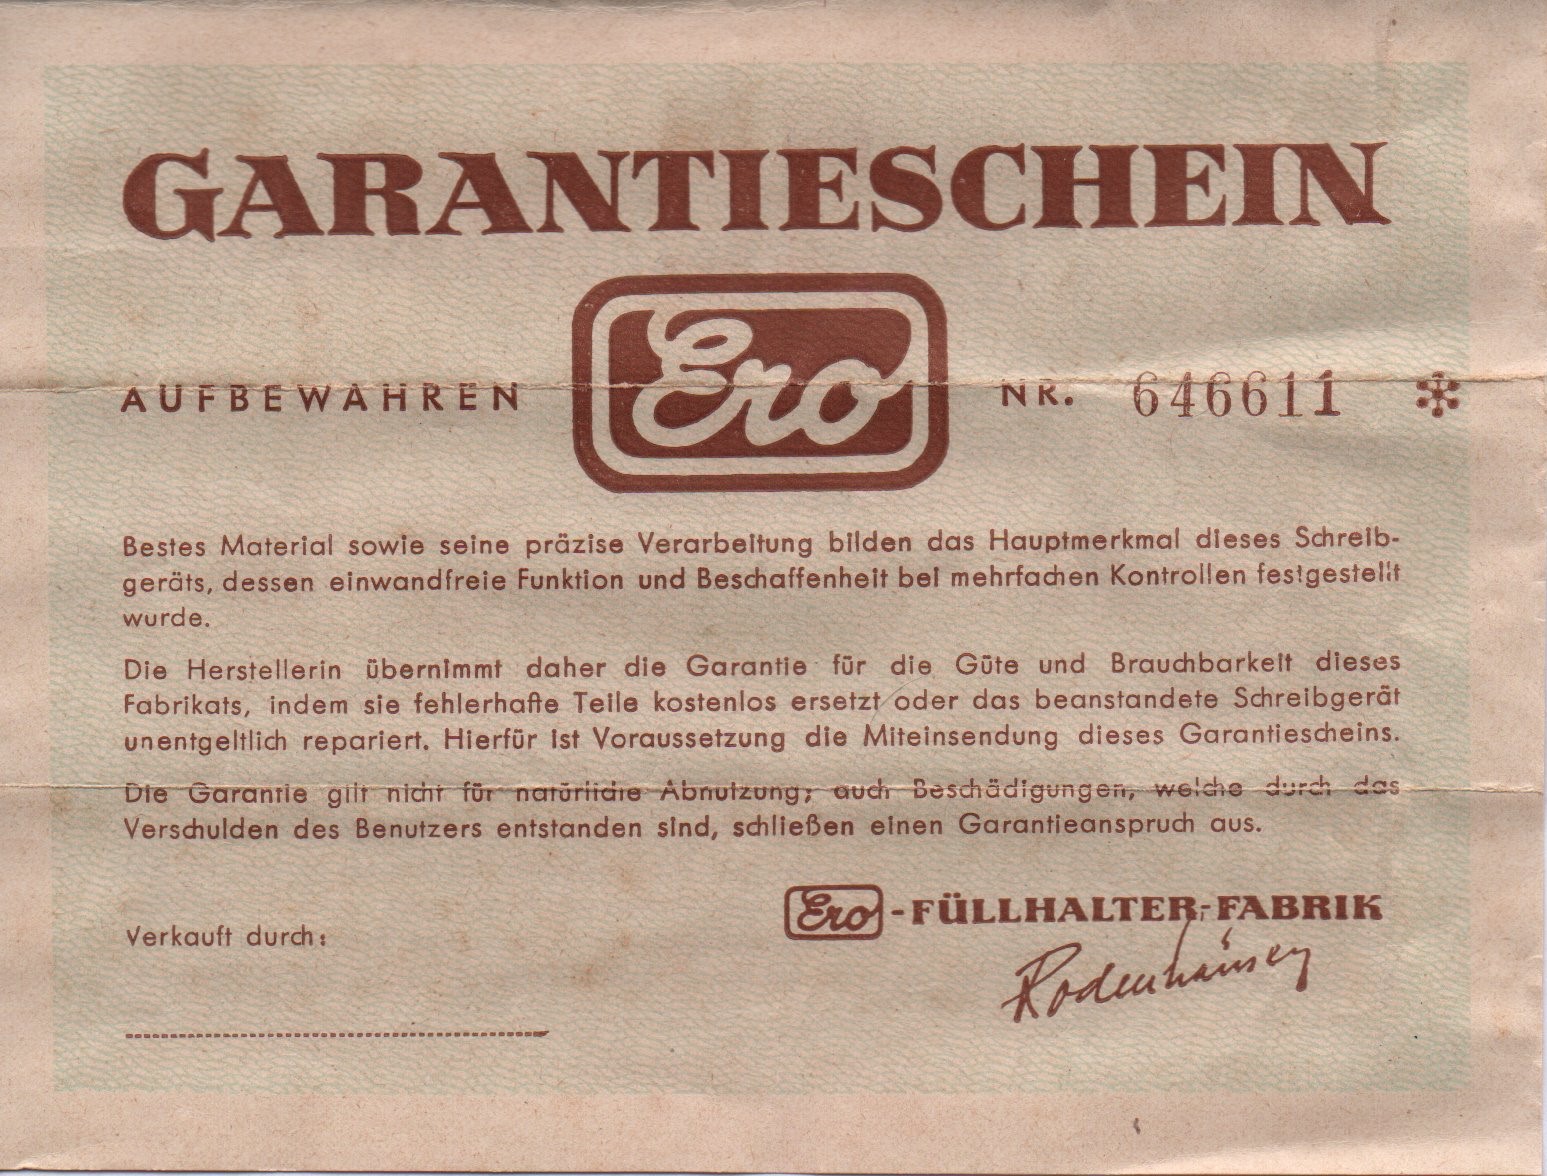 GARANTIESCHEIN
AUFBEWAHREN Ero NR. 646611 *
Bestes Material sowie seine präzise Verarbeitung bilden das Hauptmerkmal dieses Schreib-
geräts, dessen einwandfreie Funktion und Beschaffenheit bei mehrfachen Kontrollen festgestellt
wurde.
Die Herstellerin übernimmt daher die Garantie für die Güte und Brauchbarkeit dieses
Fabrikats, indem sie fehlerhafte Teile kostenlos ersetzt oder das beanstandete Schreibgerät
unentgeltlich repariert. Hierfür ist Voraussetzung die Miteinsendung dieses Garantiescheins.
Die Garantie gilt nicht für natürliche Abnutzung; auch Beschädigungen, welche durch das
Verschulden des Benutzers entstanden sind, schließen einen Garantieanspruch aus.
Ero-FÜLLHALTER-FABRIK
Verkauft durch:
Rodenhäuser